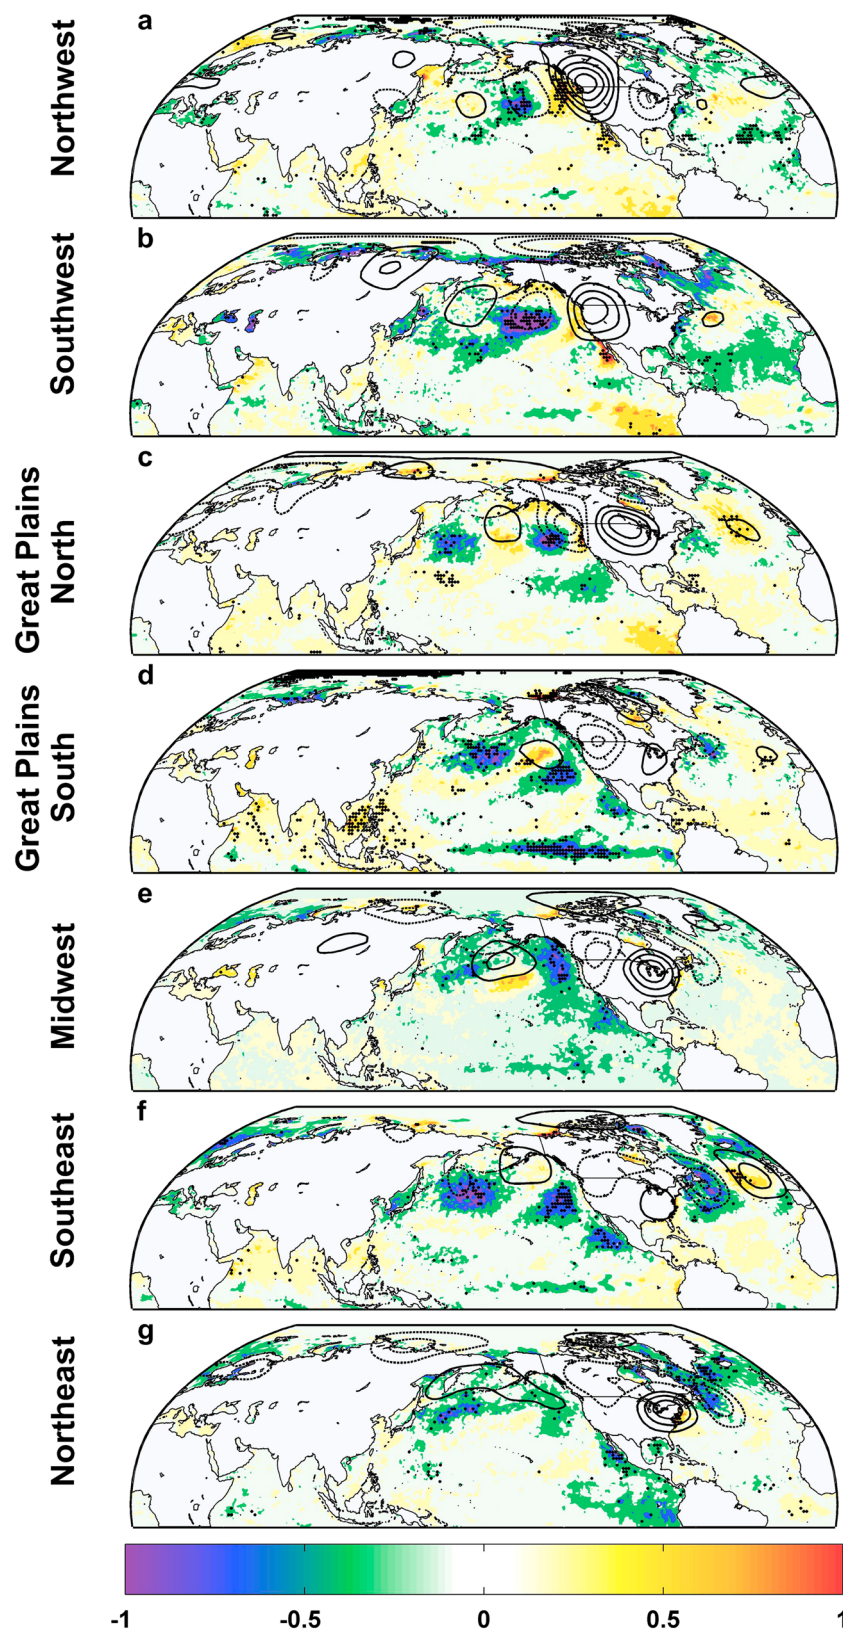 a
Northwest
b
Southwest
c
Great Plains
North
d
Great Plains
South
e
Midwest
f
Southeast
g
Northeast
-1
-0.5
0
0.5
1